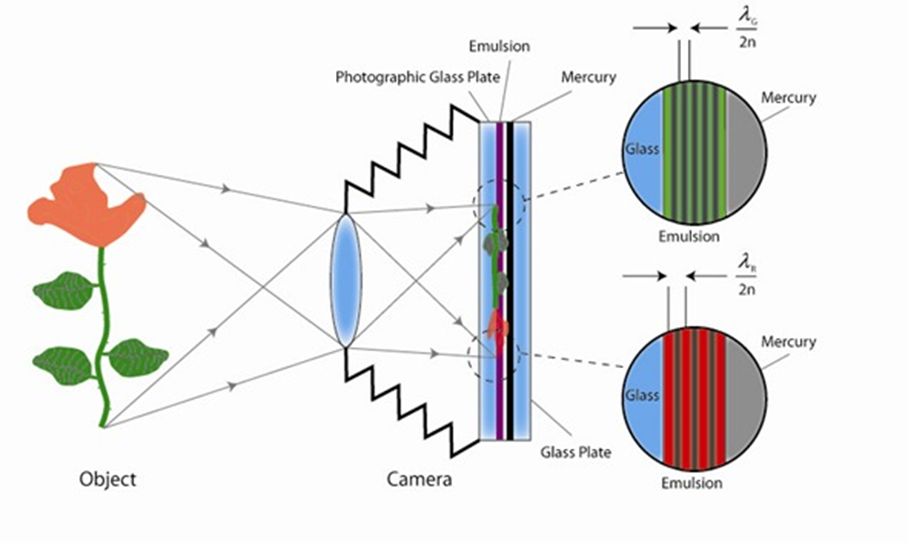 Emulsion
Photographic Glass Plate
Mercury
Glass Plate
Object
Camera
λG
2n
Mercury
Glass
Emulsion
λR
2n
Mercury
Glass
Emulsion